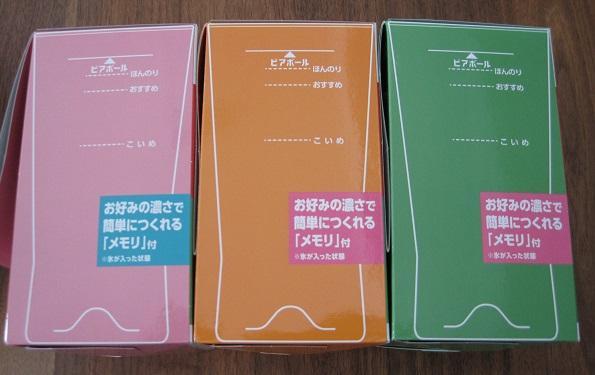 ビアボール
ほんのり
おすすめ
こいめ
お好みの濃さで
簡単につくれる
「メモリ」付
※氷が入った状態
ビアボール
ほんのり
おすすめ
こいめ
お好みの濃さで
簡単につくれる
「メモリ」付
※氷が入った状態
ビアボール
ほんのり
おすすめ
こいめ
お好みの濃さで
簡単につくれる
「メモリ」付
※氷が入った状態